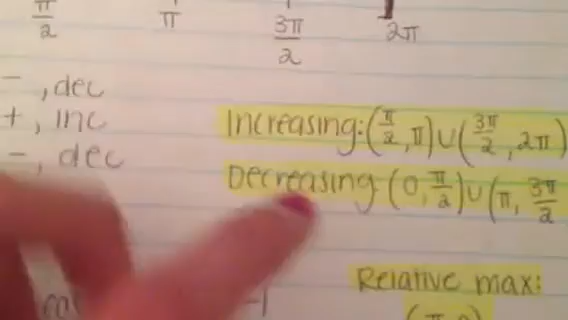 π/2 π 3π/2 2π
-, dec
+, inc
-, dec
Increasing: (π/2, π) ∪ (3π/2, 2π)
Decreasing (0, π/2) ∪ (π, 3π/2
Relative max:
-1